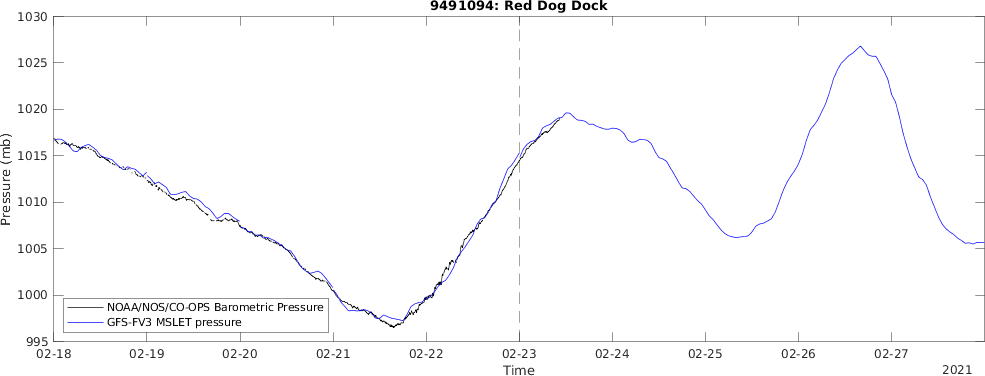 9491094: Red Dog Dock
Pressure (mb)
1030
1025
1020
1015
1010
1005
1000
995
NOAA/NOS/CO-OPS Barometric Pressure
GFS-FV3 MSLET pressure
02-18 02-19 02-20 02-21 02-22 02-23 02-24 02-25 02-26 02-27
Time
2021